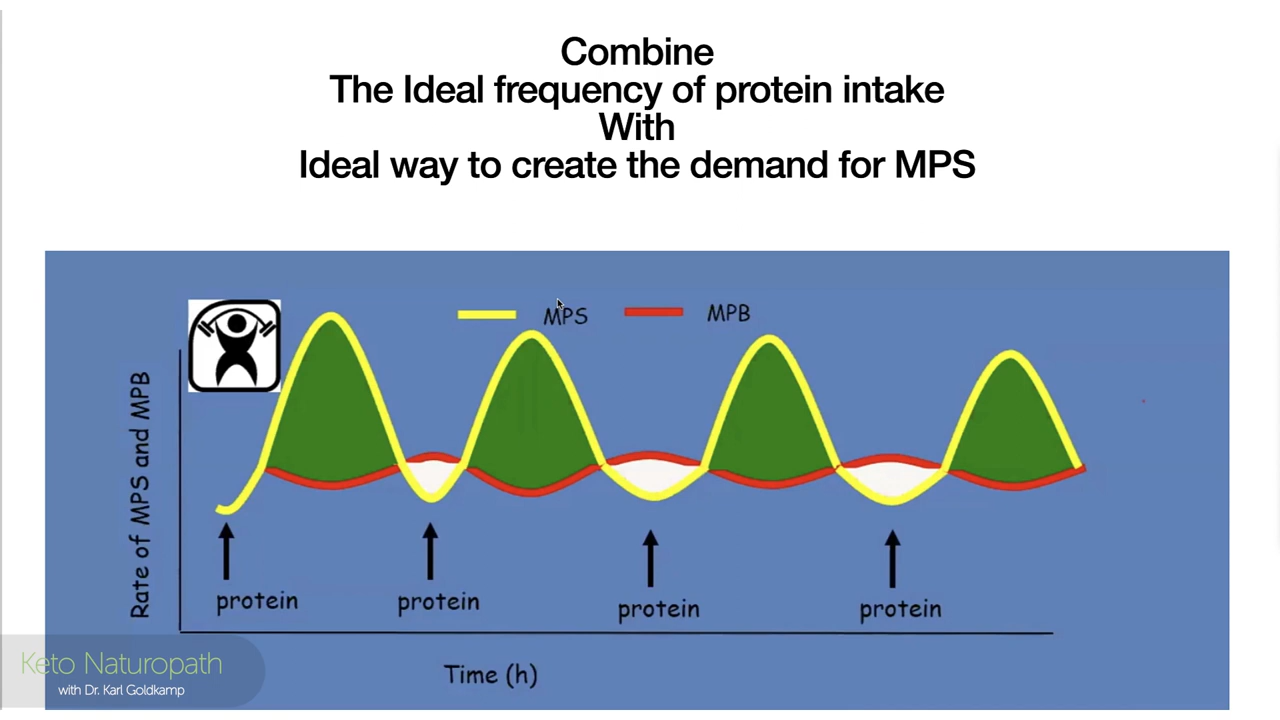 Combine
The Ideal frequency of protein intake
With
Ideal way to create the demand for MPS
MPS MPB
Rate of MPS and MPB
protein protein protein protein
Time (h)
Keto Naturopath
with Dr. Karl Goldkamp